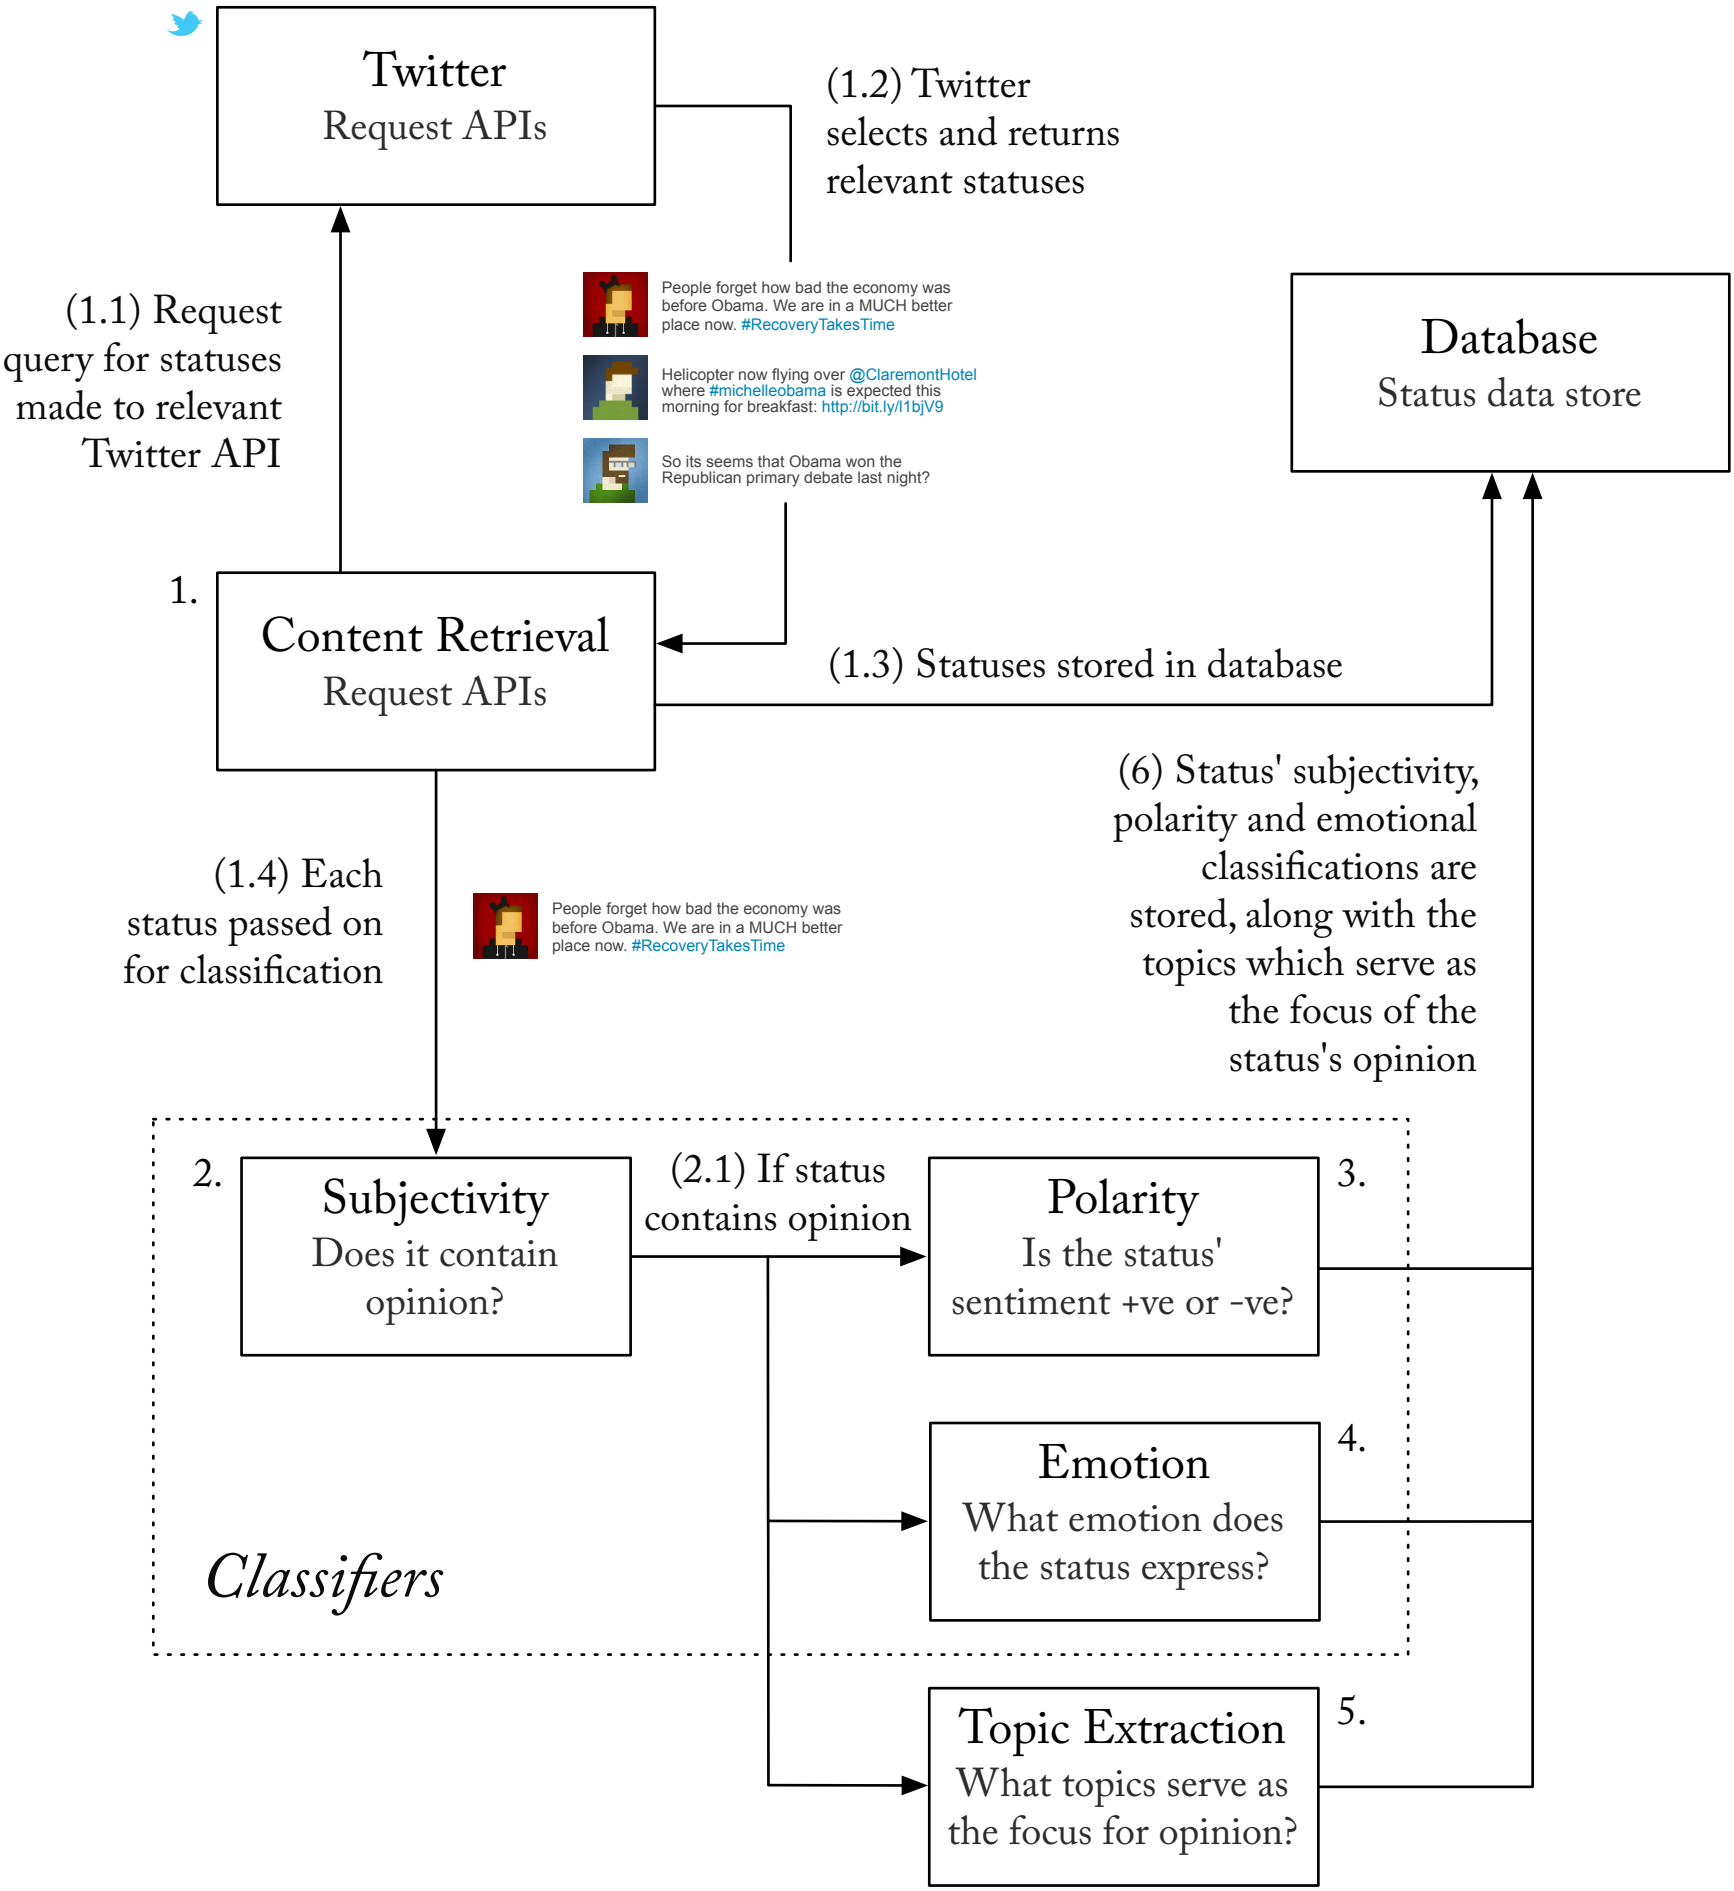 Twitter
Request APIs
(1.2) Twitter
selects and returns
relevant statuses
(1.1) Request
query for statuses
made to relevant
Twitter API
People forget how bad the economy was
before Obama. We are in a MUCH better
place now. #RecoveryTakesTime
Helicopter now flying over @ClaremontHotel
where #michelleobama is expected this
morning for breakfast: http://bit.ly/l1bjV9
So its seems that Obama won the
Republican primary debate last night?
Database
Status data store
1.
Content Retrieval
Request APIs
(1.3) Statuses stored in database
(1.4) Each
status passed on
for classification
People forget how bad the economy was
before Obama. We are in a MUCH better
place now. #RecoveryTakesTime
(6) Status' subjectivity,
polarity and emotional
classifications are
stored, along with the
topics which serve as
the focus of the
status's opinion
2.
Subjectivity
Does it contain
opinion?
(2.1) If status
contains opinion
Polarity
Is the status'
sentiment +ve or -ve?
3.
Emotion
What emotion does
the status express?
4.
Classifiers
Topic Extraction
What topics serve as
the focus for opinion?
5.